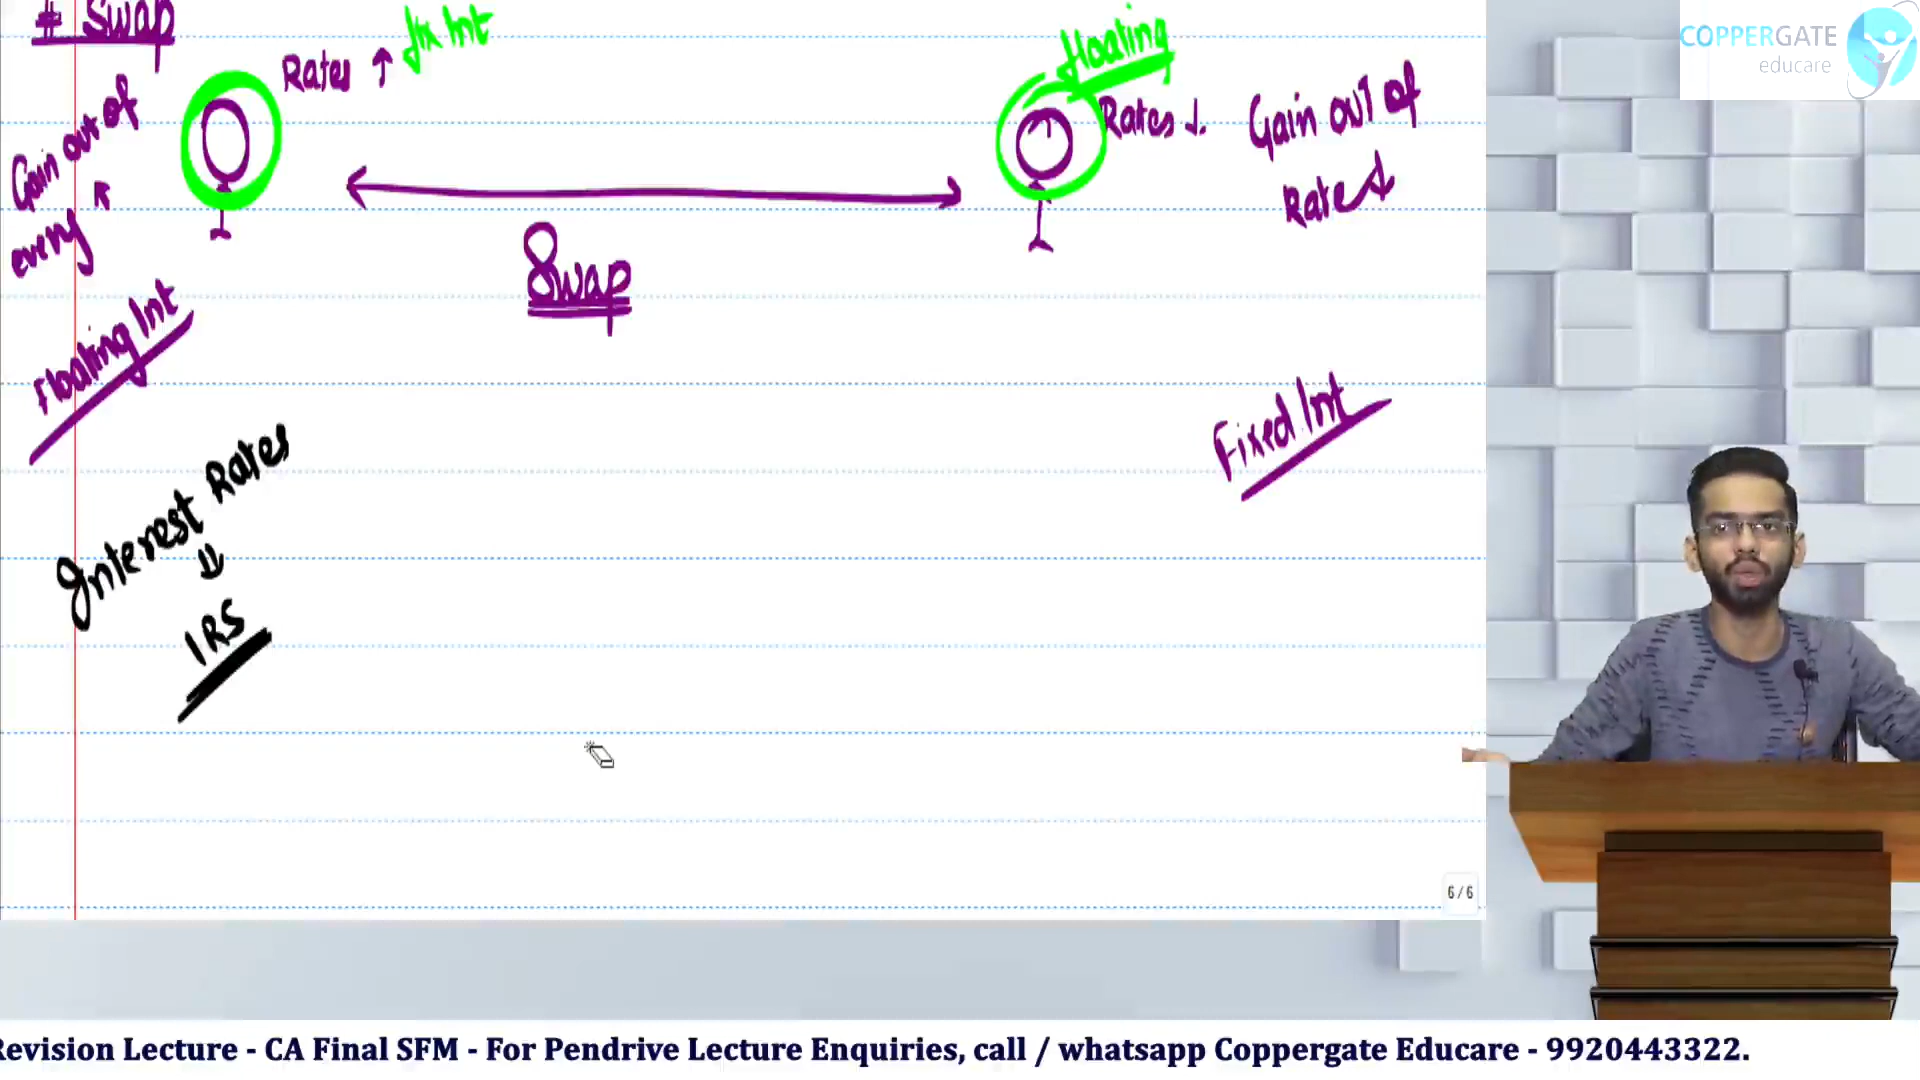 # Swap
Rates ↑ fix Int
Floating
Rates ↓.
Gain out of
Rate ↓
Gain out of
every ↑
Swap
Floating Int
Fixed Int
Interest Rates
⇓
IRS
COPPERGATE
educare
6/6
Revision Lecture - CA Final SFM - For Pendrive Lecture Enquiries, call / whatsapp Coppergate Educare - 9920443322.